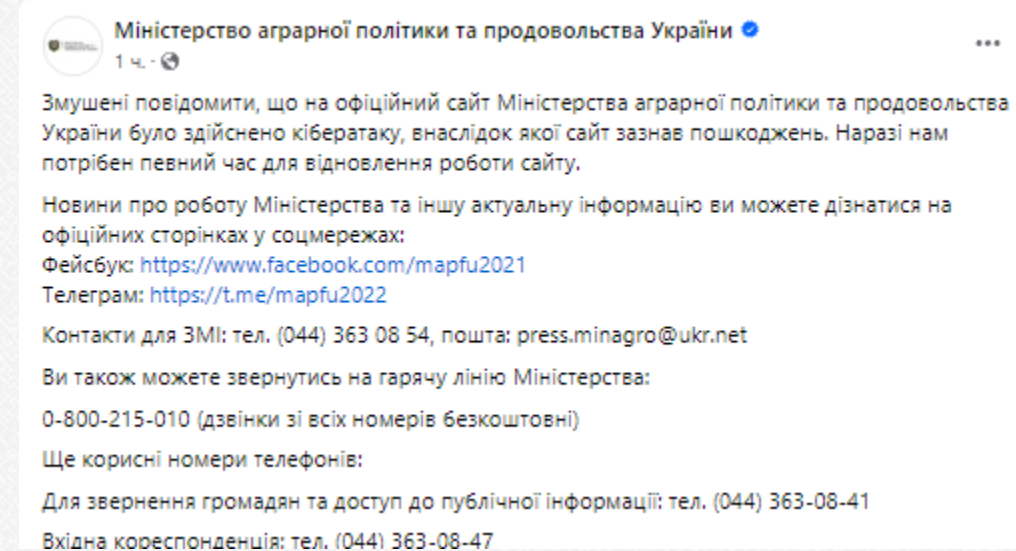 Міністерство аграрної політики та продовольства України
1 ч. ·
Змушені повідомити, що на офіційний сайт Міністерства аграрної політики та продовольства
України було здійснено кібератаку, внаслідок якої сайт зазнав пошкоджень. Наразі нам
потрібен певний час для відновлення роботи сайту.
Новини про роботу Міністерства та іншу актуальну інформацію ви можете дізнатися на
офіційних сторінках у соцмережах:
Фейсбук: https://www.facebook.com/mapfu2021
Телеграм: https://t.me/mapfu2022
Контакти для ЗМІ: тел. (044) 363 08 54, пошта: press.minagro@ukr.net
Ви також можете звернутись на гарячу лінію Міністерства:
0-800-215-010 (дзвінки зі всіх номерів безкоштовні)
Ще корисні номери телефонів:
Для звернення громадян та доступ до публічної інформації: тел. (044) 363-08-41
Вхідна кореспонденція: тел. (044) 363-08-47